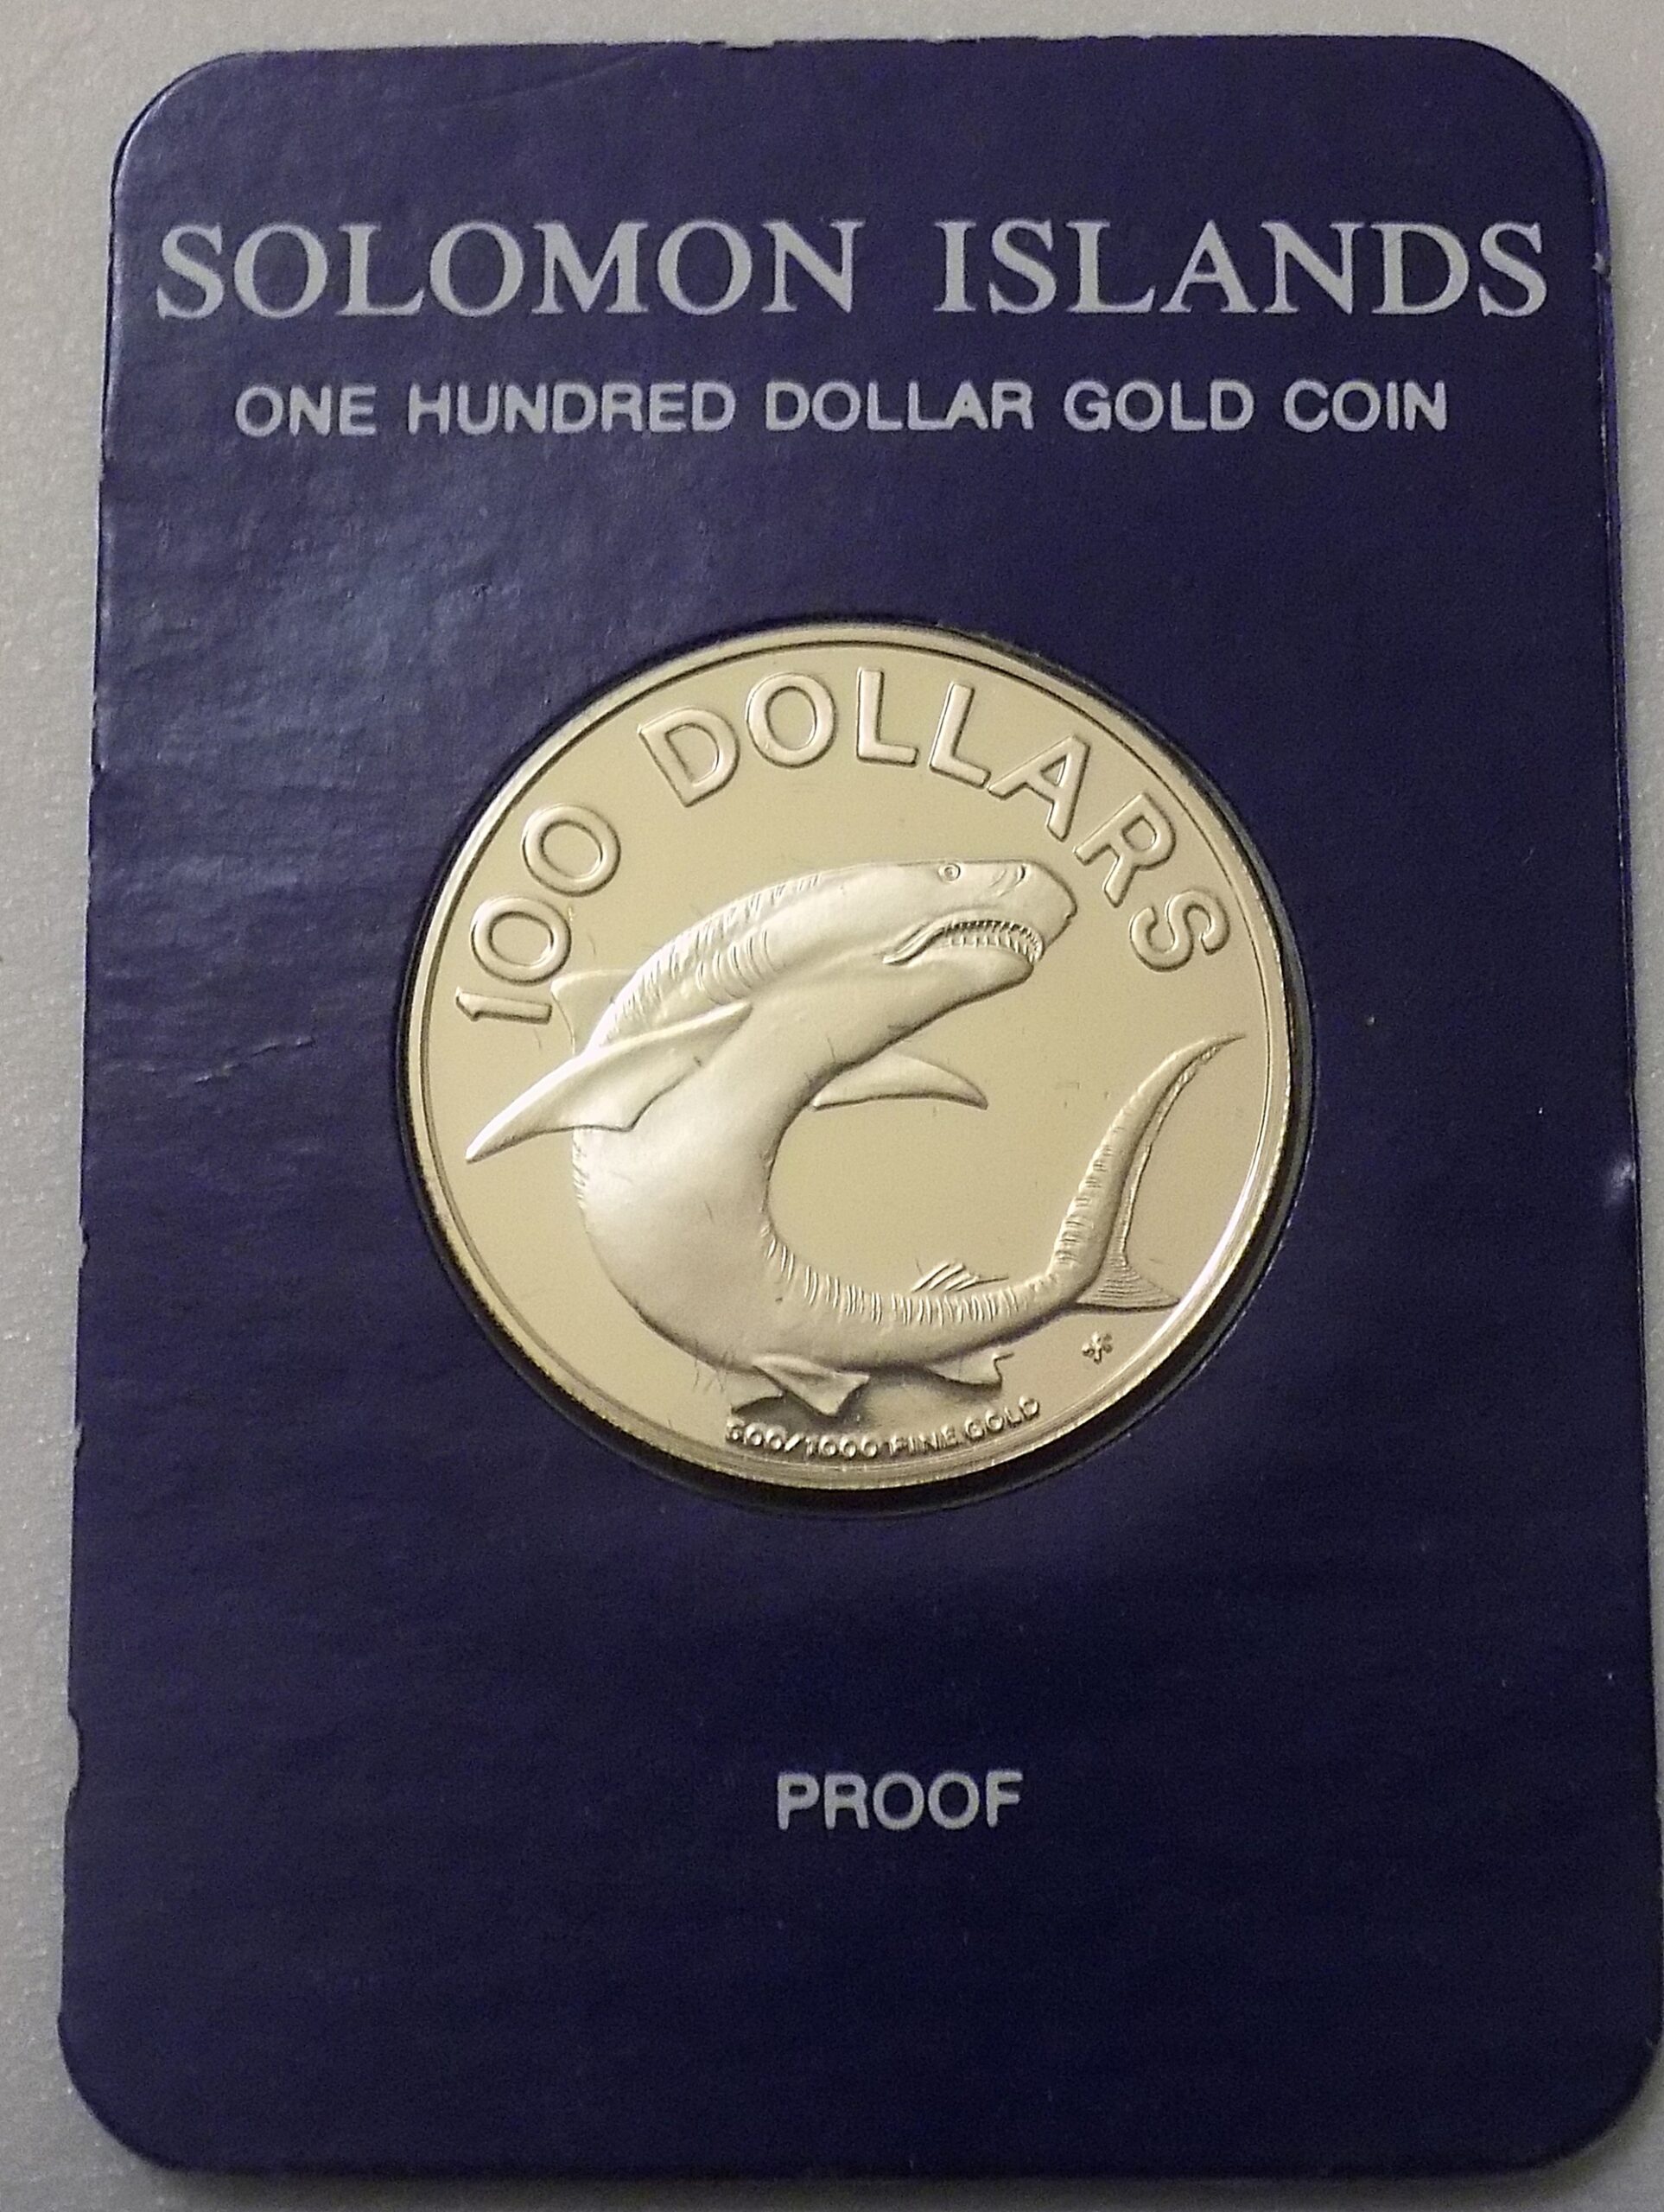 SOLOMON ISLANDS
ONE HUNDRED DOLLAR GOLD COIN
100 DOLLARS
500/1000 FINE GOLD
PROOF